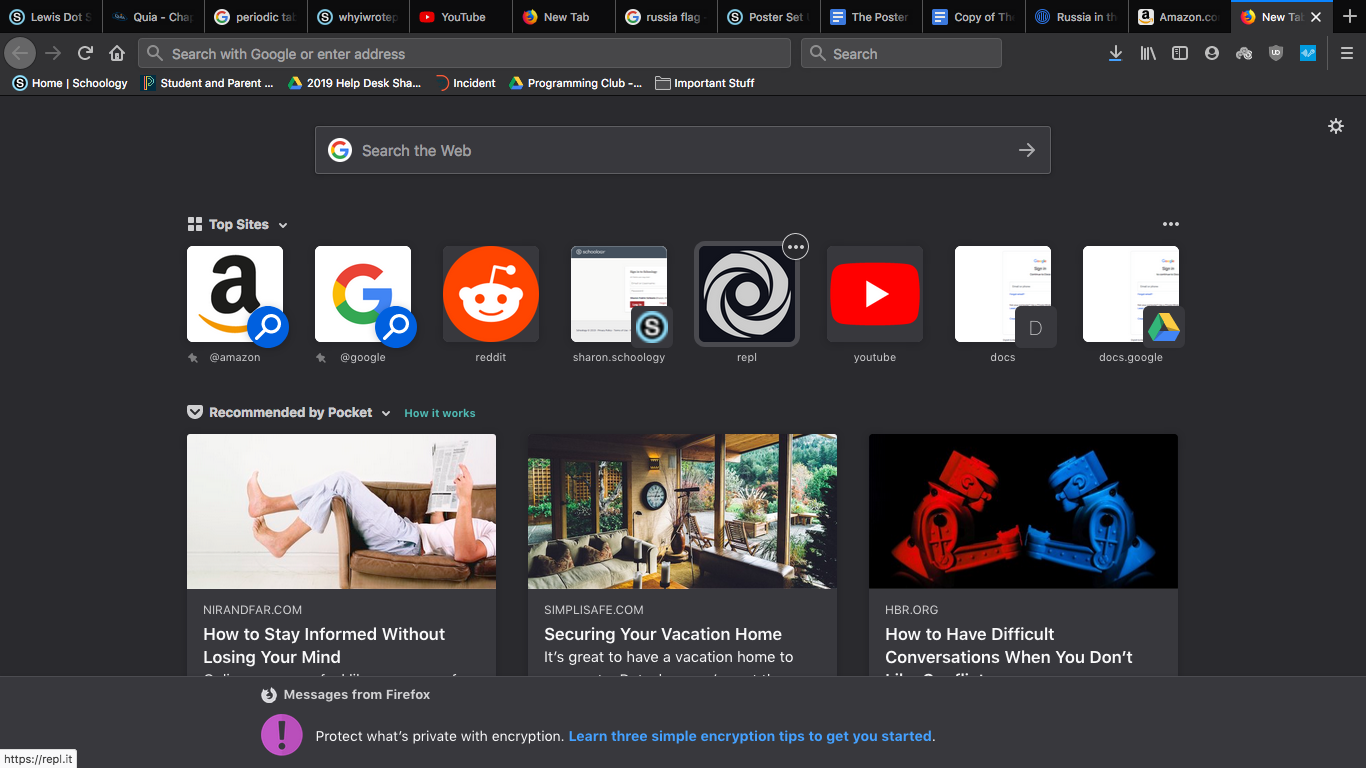 Lewis Dot S
Quia - Cha
periodic ta
whyiwrotep
YouTube
New Tab
russia flag -
Poster Set U
The Poster
Copy of Th
Russia in th
Amazon.co
New Ta
Search with Google or enter address
Search
Home | Schoology
Student and Parent ...
2019 Help Desk Sha...
Incident
Programming Club -...
Important Stuff
Search the Web
Top Sites
@amazon
@google
reddit
sharon.schoology
repl
youtube
D
docs
docs.google
Recommended by Pocket
How it works
NIRANDFAR.COM
How to Stay Informed Without
Losing Your Mind
SIMPLISAFE.COM
Securing Your Vacation Home
It's great to have a vacation home to
HBR.ORG
How to Have Difficult
Conversations When You Don't
Messages from Firefox
Protect what's private with encryption. Learn three simple encryption tips to get you started.
https://repl.it